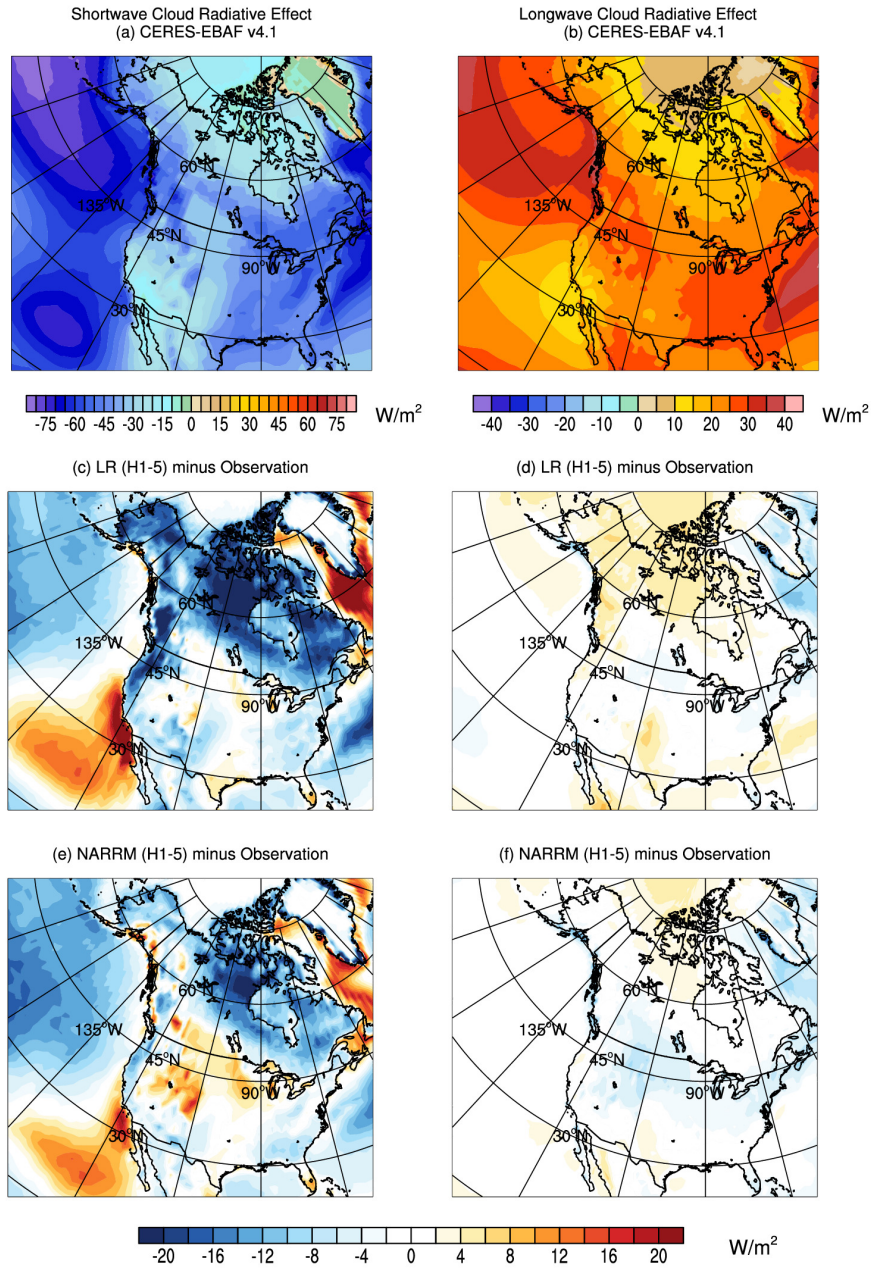 Shortwave Cloud Radiative Effect
(a) CERES-EBAF v4.1
Longwave Cloud Radiative Effect
(b) CERES-EBAF v4.1
60°N
135°W
45°N
90°W
30°N
60°N
135°W
45°N
90°W
30°N
-75 -60 -45 -30 -15 0 15 30 45 60 75
W/m²
-40 -30 -20 -10 0 10 20 30 40
W/m²
(c) LR (H1-5) minus Observation
(d) LR (H1-5) minus Observation
60°N
135°W
45°N
90°W
30°N
60°N
135°W
45°N
90°W
30°N
(e) NARRM (H1-5) minus Observation
(f) NARRM (H1-5) minus Observation
60°N
135°W
45°N
90°W
30°N
60°N
135°W
45°N
90°W
30°N
-20 -16 -12 -8 -4 0 4 8 12 16 20
W/m²